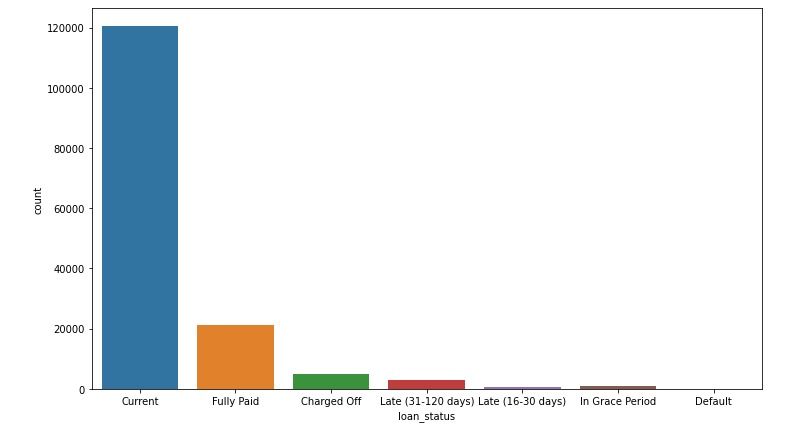 120000
100000
80000
60000
40000
20000
0
count
Current Fully Paid Charged Off Late (31-120 days) Late (16-30 days) In Grace Period Default
loan_status